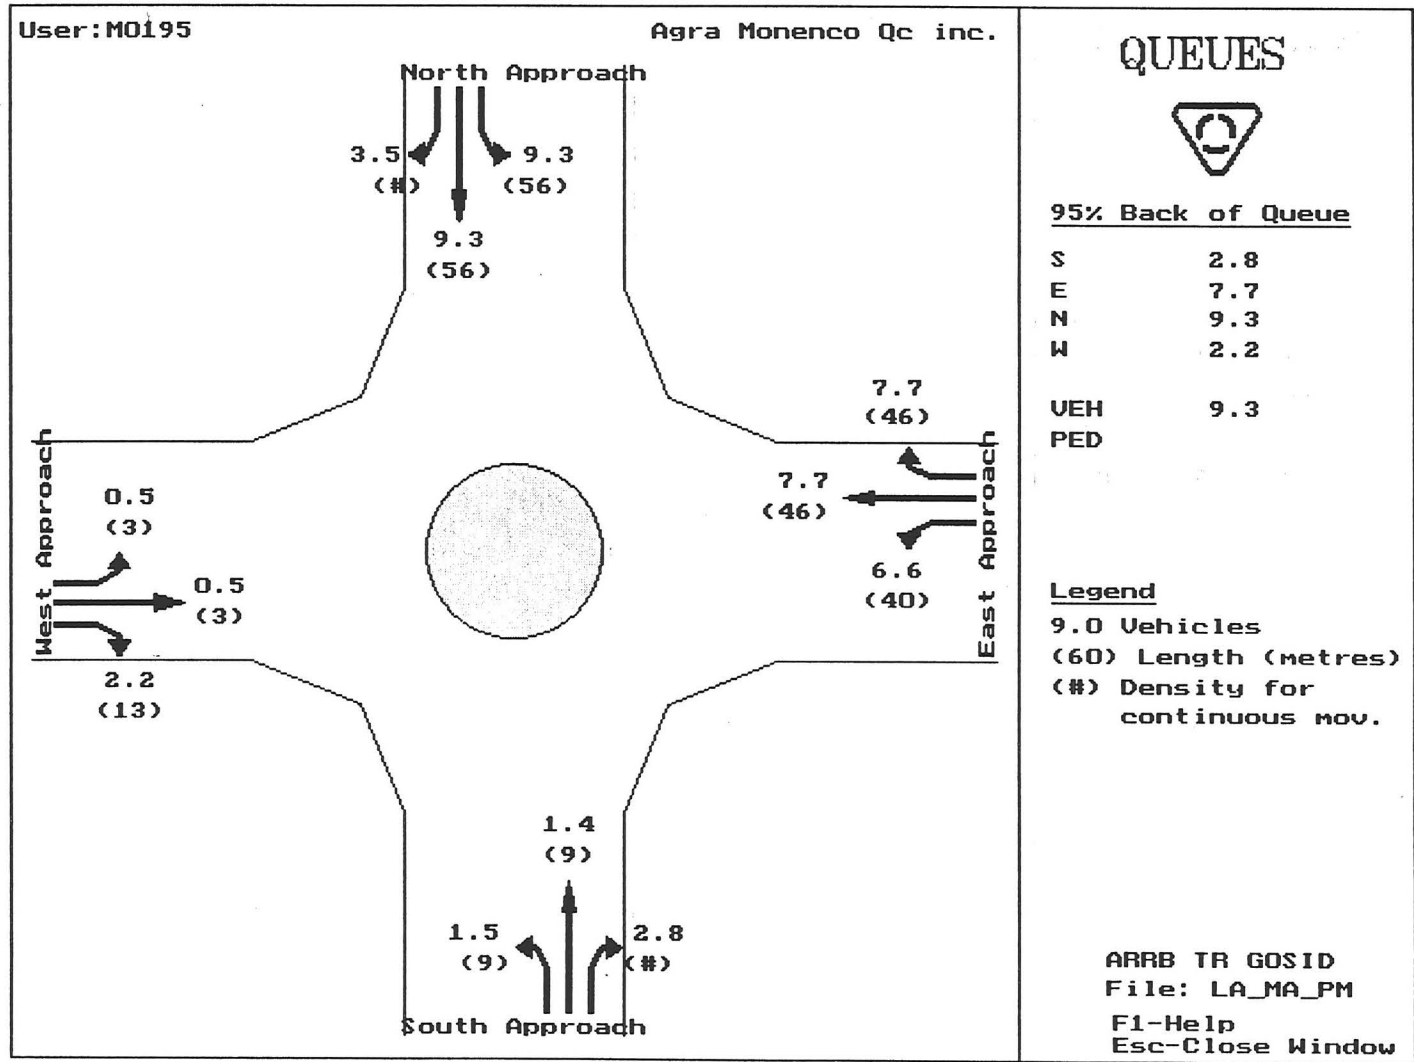 User:MO195
Agra Monenco Qc inc.
North Approach
3.5
(#)
9.3
(56)
9.3
(56)
West Approach
0.5
(3)
0.5
(3)
2.2
(13)
7.7
(46)
7.7
(46)
6.6
(40)
East Approach
1.4
(9)
1.5
(9)
2.8
(#)
South Approach
QUEUES
95% Back of Queue
S 2.8
E 7.7
N 9.3
W 2.2
VEH 9.3
PED
Legend
9.0 Vehicles
(60) Length (metres)
(#) Density for
continuous mov.
ARRB TR GOSID
File: LA_MA_PM
F1-Help
Esc-Close Window